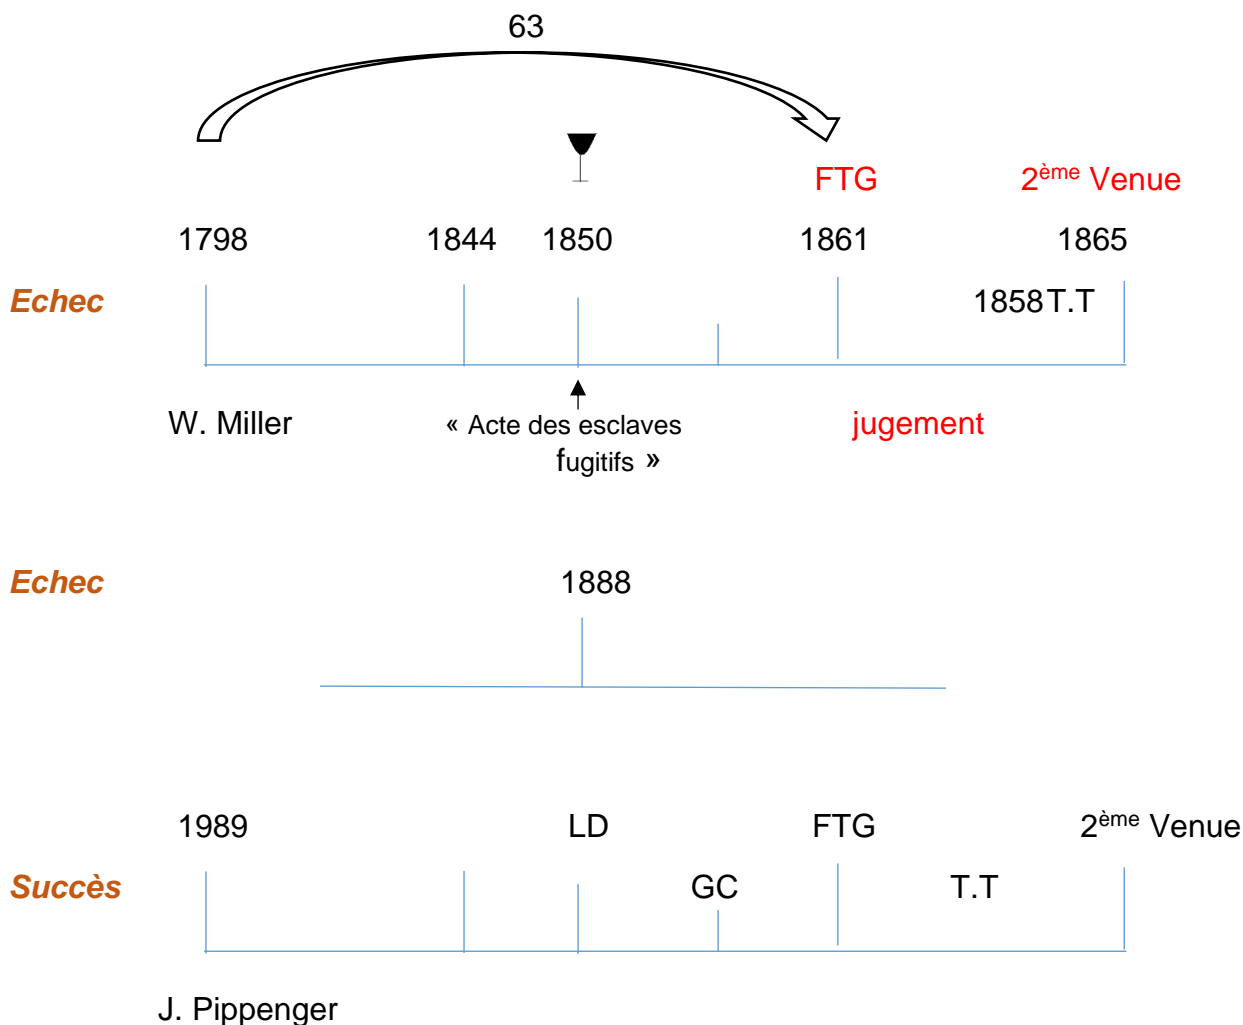 63
FTG 2ème Venue
1798 1844 1850 1861 1865
Echec 1858 T.T
W. Miller « Acte des esclaves jugement
fugitifs »
Echec 1888
1989 LD FTG 2ème Venue
Succès GC T.T
J. Pippenger